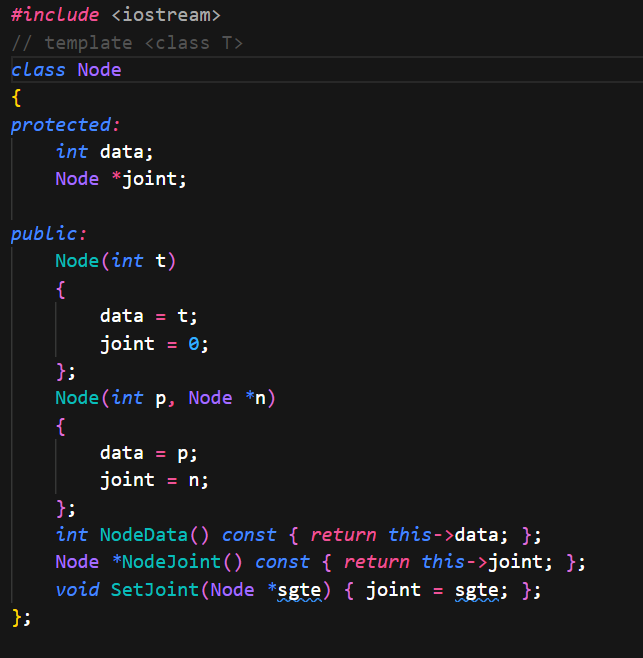 #include <iostream>
// template <class T>
class Node
{
protected:
    int data;
    Node *joint;

public:
    Node(int t)
    {
        data = t;
        joint = 0;
    };
    Node(int p, Node *n)
    {
        data = p;
        joint = n;
    };
    int NodeData() const { return this->data; };
    Node *NodeJoint() const { return this->joint; };
    void SetJoint(Node *sgte) { joint = sgte; };
};